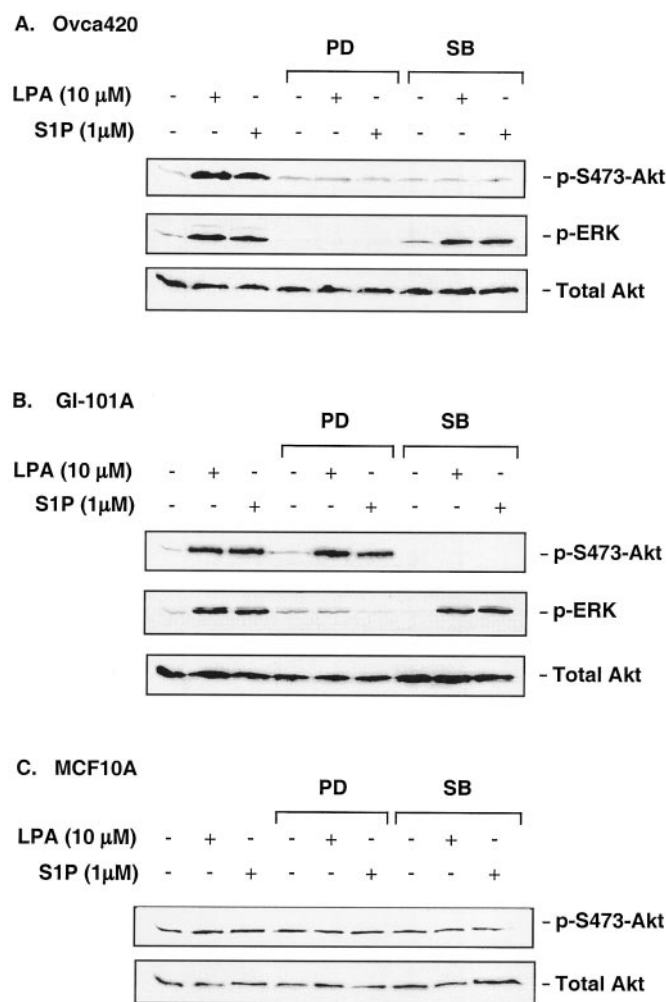 A. Ovca420
PD SB
LPA (10 µM) - + - - + - - + -
S1P (1µM) - - + - - + - - +
- p-S473-Akt
- p-ERK
- Total Akt
B. GI-101A
PD SB
LPA (10 µM) - + - - + - - + -
S1P (1µM) - - + - - + - - +
- p-S473-Akt
- p-ERK
- Total Akt
C. MCF10A
PD SB
LPA (10 µM) - + - - + - - + -
S1P (1µM) - - + - - + - - +
- p-S473-Akt
- Total Akt